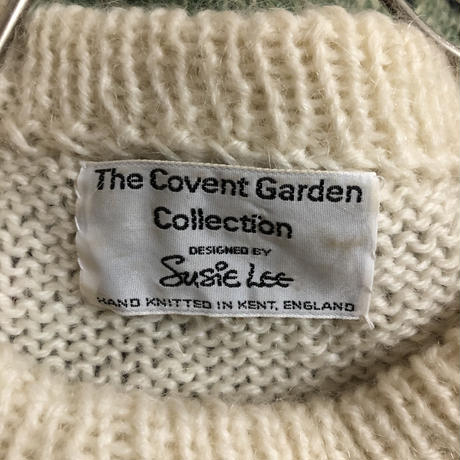 The Covent Garden
Collection
DESIGNED BY
Susie Lee
HAND KNITTED IN KENT, ENGLAND